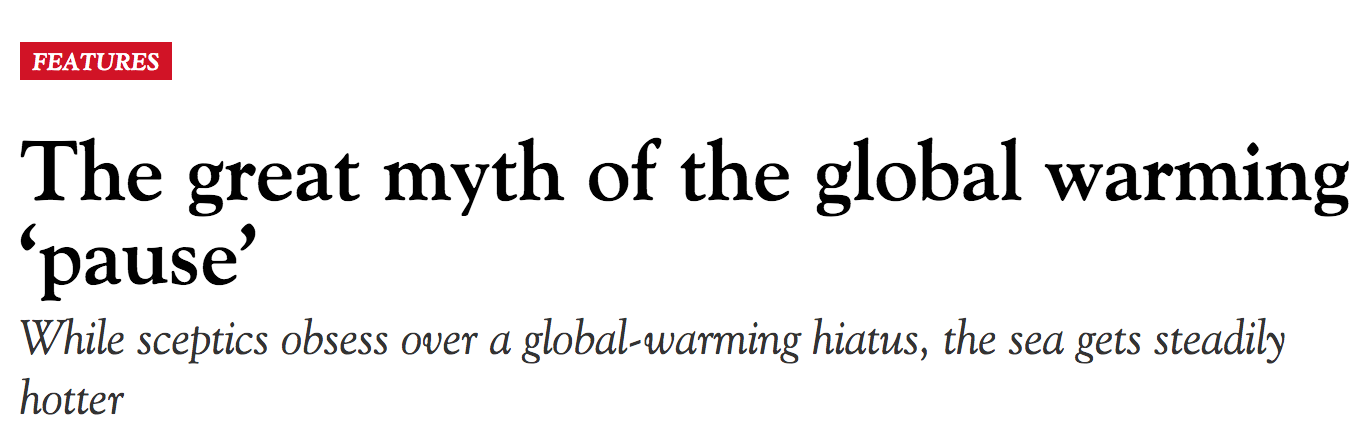 FEATURES
The great myth of the global warming
‘pause’
While sceptics obsess over a global-warming hiatus, the sea gets steadily
hotter